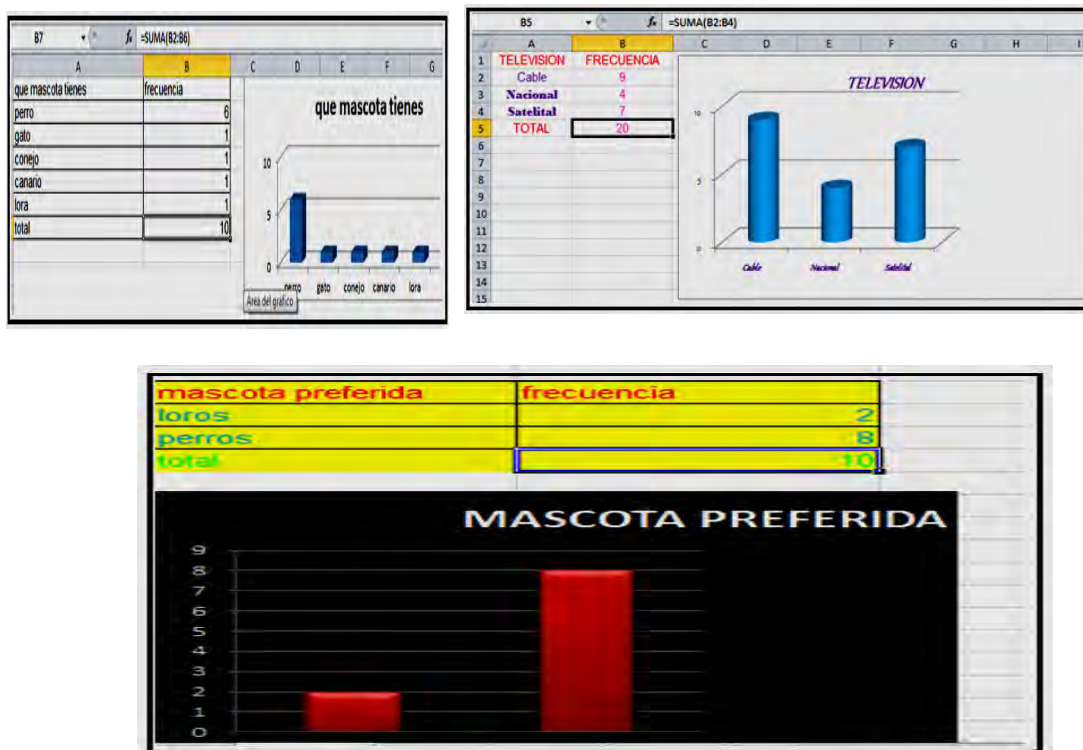 B7 fx =SUMA(B2:B6)
A B C D E F G
que mascota tienes frecuencia
perro 6
gato 1
conejo 1
canario 1
lora 1
total 10
que mascota tienes
10
5
0
perro gato conejo canario lora
Área del gráfico
B5 fx =SUMA(B2:B4)
A B C D E F G H I
1 TELEVISION FRECUENCIA
2 Cable 9
3 Nacional 4
4 Satelital 7
5 TOTAL 20
6
7
8
9
10
11
12
13
14
15
TELEVISION
10
5
0
Cable Nacional Satelital
mascota preferida frecuencia
loros 2
perros 8
total 10
MASCOTA PREFERIDA
9
8
7
6
5
4
3
2
1
0